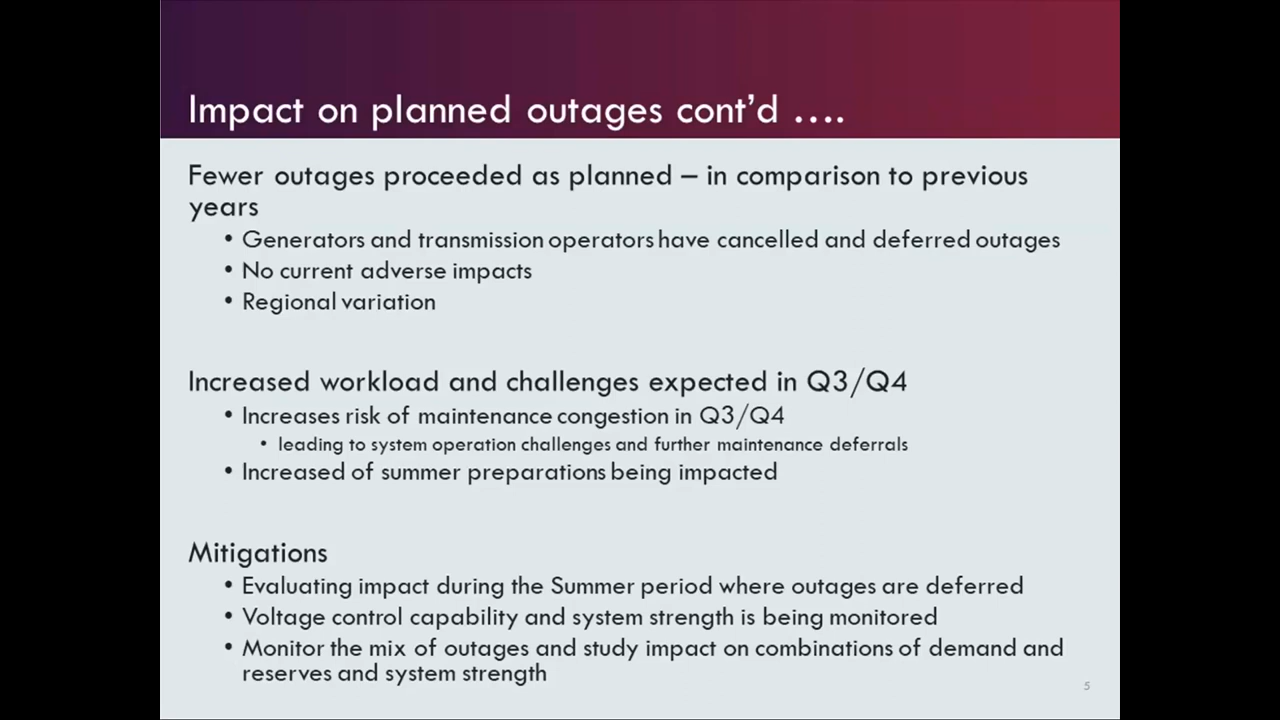 Impact on planned outages cont’d ….
Fewer outages proceeded as planned – in comparison to previous
years
• Generators and transmission operators have cancelled and deferred outages
• No current adverse impacts
• Regional variation
Increased workload and challenges expected in Q3/Q4
• Increases risk of maintenance congestion in Q3/Q4
• leading to system operation challenges and further maintenance deferrals
• Increased of summer preparations being impacted
Mitigations
• Evaluating impact during the Summer period where outages are deferred
• Voltage control capability and system strength is being monitored
• Monitor the mix of outages and study impact on combinations of demand and
reserves and system strength
5